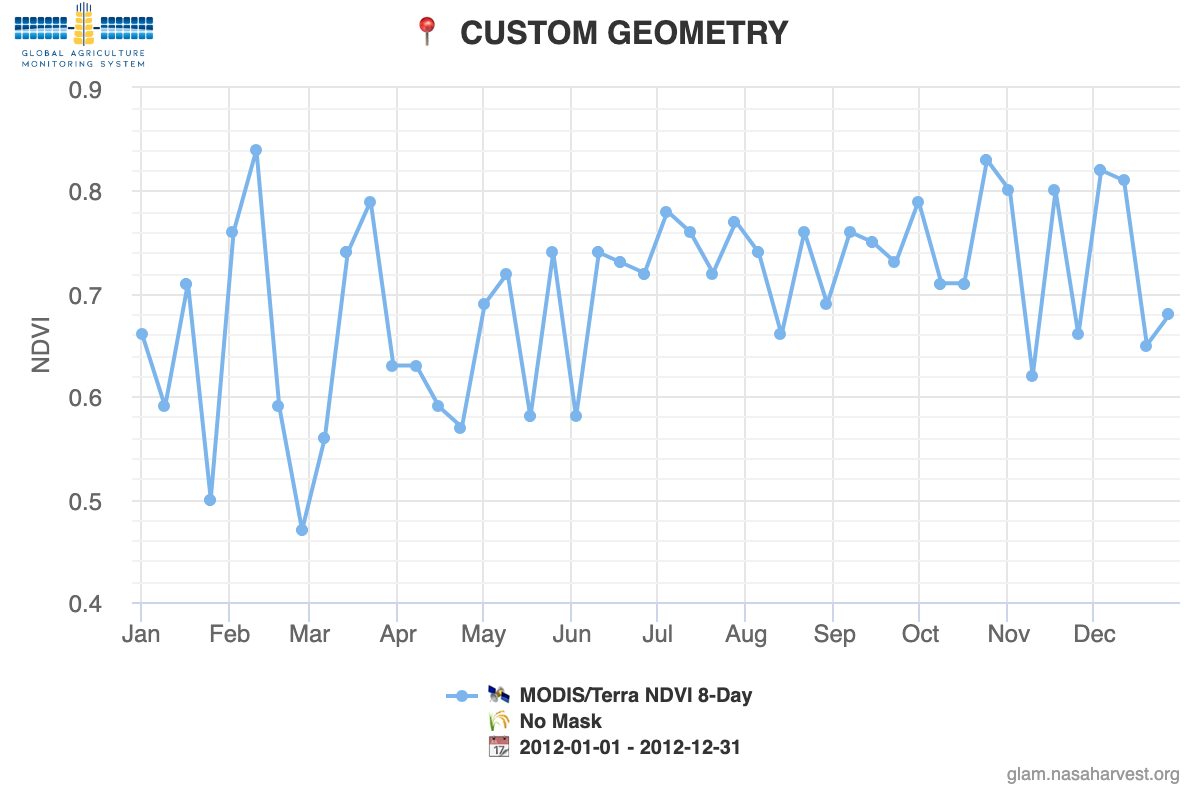 GLOBAL AGRICULTURE
MONITORING SYSTEM
CUSTOM GEOMETRY
0.9
0.8
0.7
0.6
0.5
0.4
NDVI
Jan Feb Mar Apr May Jun Jul Aug Sep Oct Nov Dec
MODIS/Terra NDVI 8-Day
No Mask
17
2012-01-01 - 2012-12-31
glam.nasaharvest.org